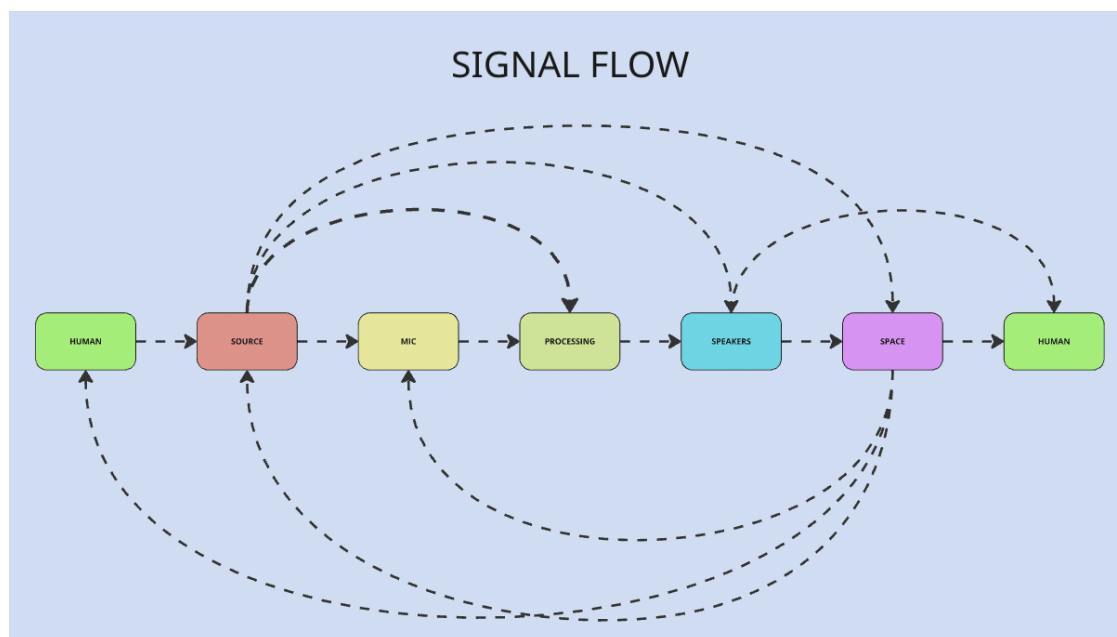 SIGNAL FLOW
HUMAN
SOURCE
MIC
PROCESSING
SPEAKERS
SPACE
HUMAN